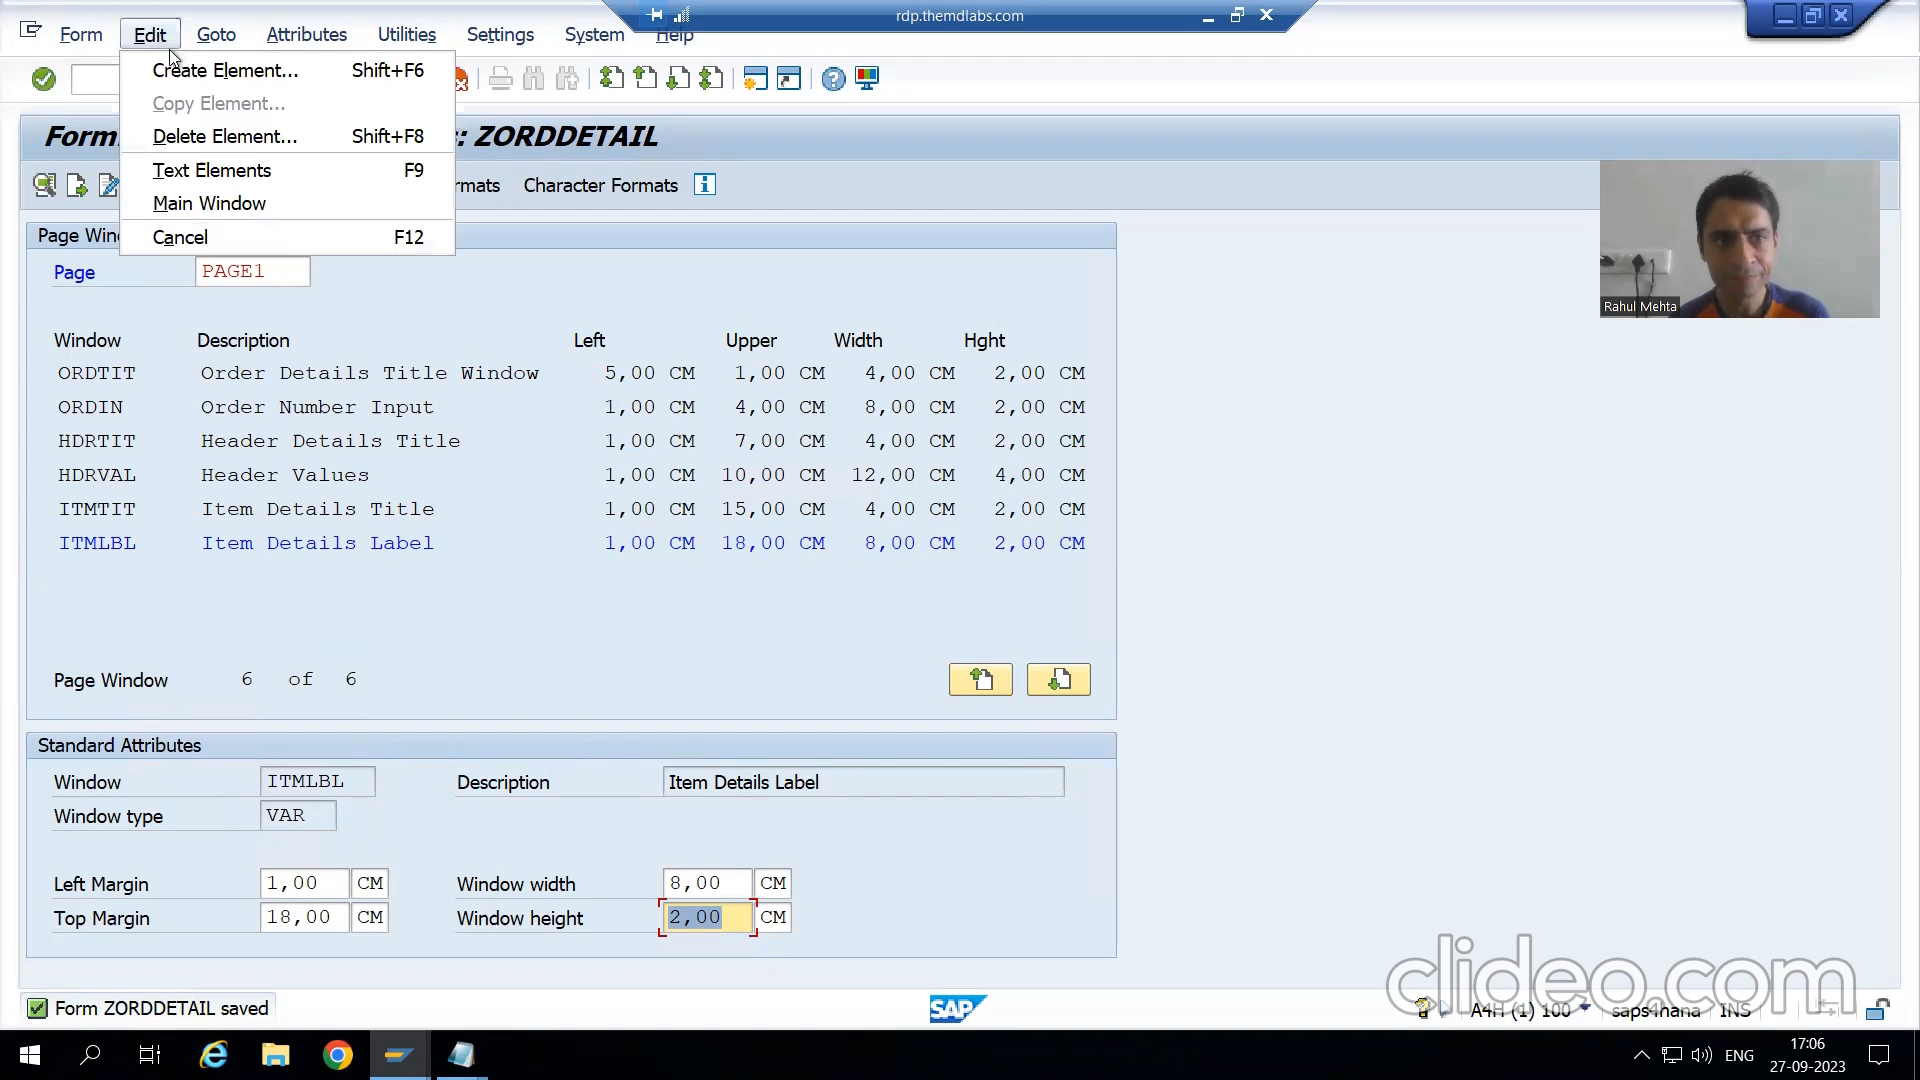 rdp.themdlabs.com
Form Edit Goto Attributes Utilities Settings System Help
Create Element... Shift+F6
Copy Element...
Delete Element... Shift+F8
Text Elements F9
Main Window
Cancel F12
Form : ZORDDETAIL
rmats Character Formats
Page Win
Page PAGE1
Window Description Left Upper Width Hght
ORDTIT Order Details Title Window 5,00 CM 1,00 CM 4,00 CM 2,00 CM
ORDIN Order Number Input 1,00 CM 4,00 CM 8,00 CM 2,00 CM
HDRTIT Header Details Title 1,00 CM 7,00 CM 4,00 CM 2,00 CM
HDRVAL Header Values 1,00 CM 10,00 CM 12,00 CM 4,00 CM
ITMTIT Item Details Title 1,00 CM 15,00 CM 4,00 CM 2,00 CM
ITMLBL Item Details Label 1,00 CM 18,00 CM 8,00 CM 2,00 CM
Page Window 6 of 6
Standard Attributes
Window ITMLBL Description Item Details Label
Window type VAR
Left Margin 1,00 CM Window width 8,00 CM
Top Margin 18,00 CM Window height 2,00 CM
Rahul Mehta
clideo.com
Form ZORDDETAIL saved
SAP
A4H (1) 100 saps4hana INS
ENG
17:06
27-09-2023